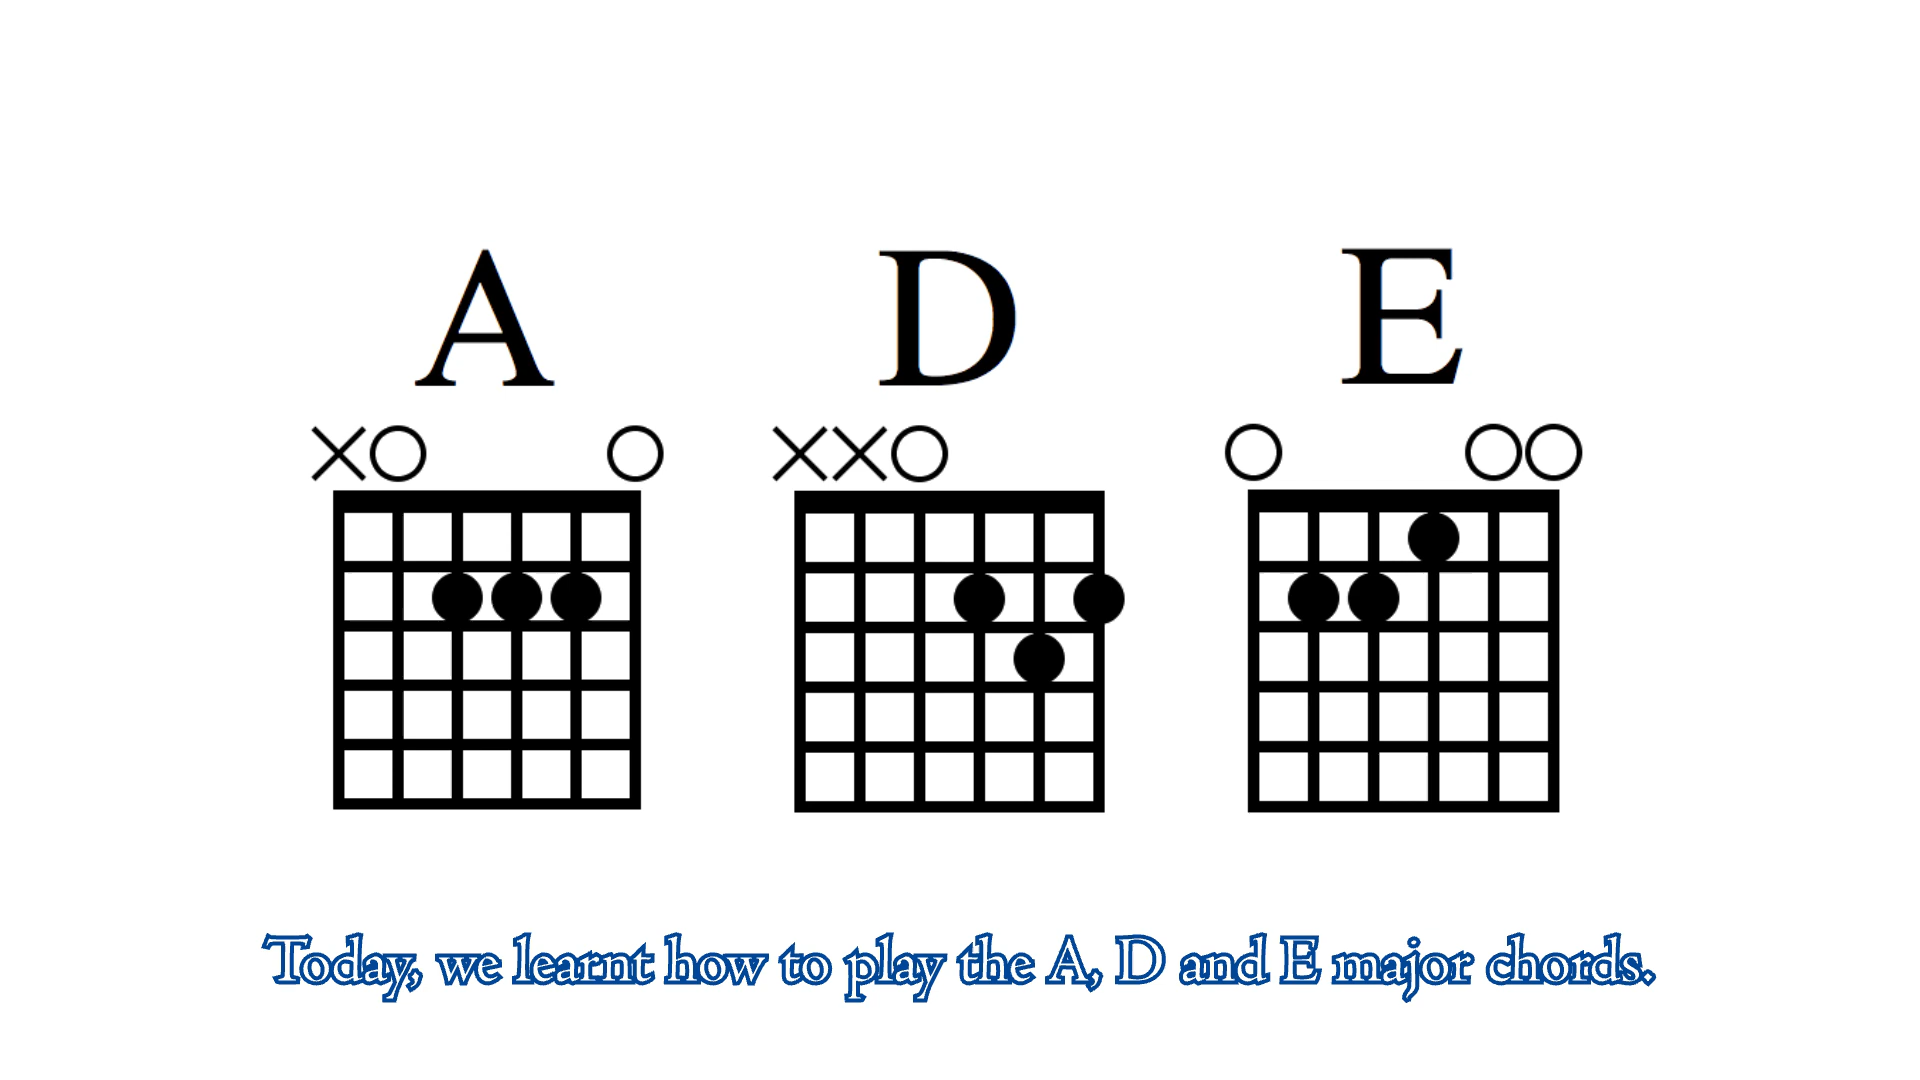 A D E
Today, we learnt how to play the A, D and E major chords.